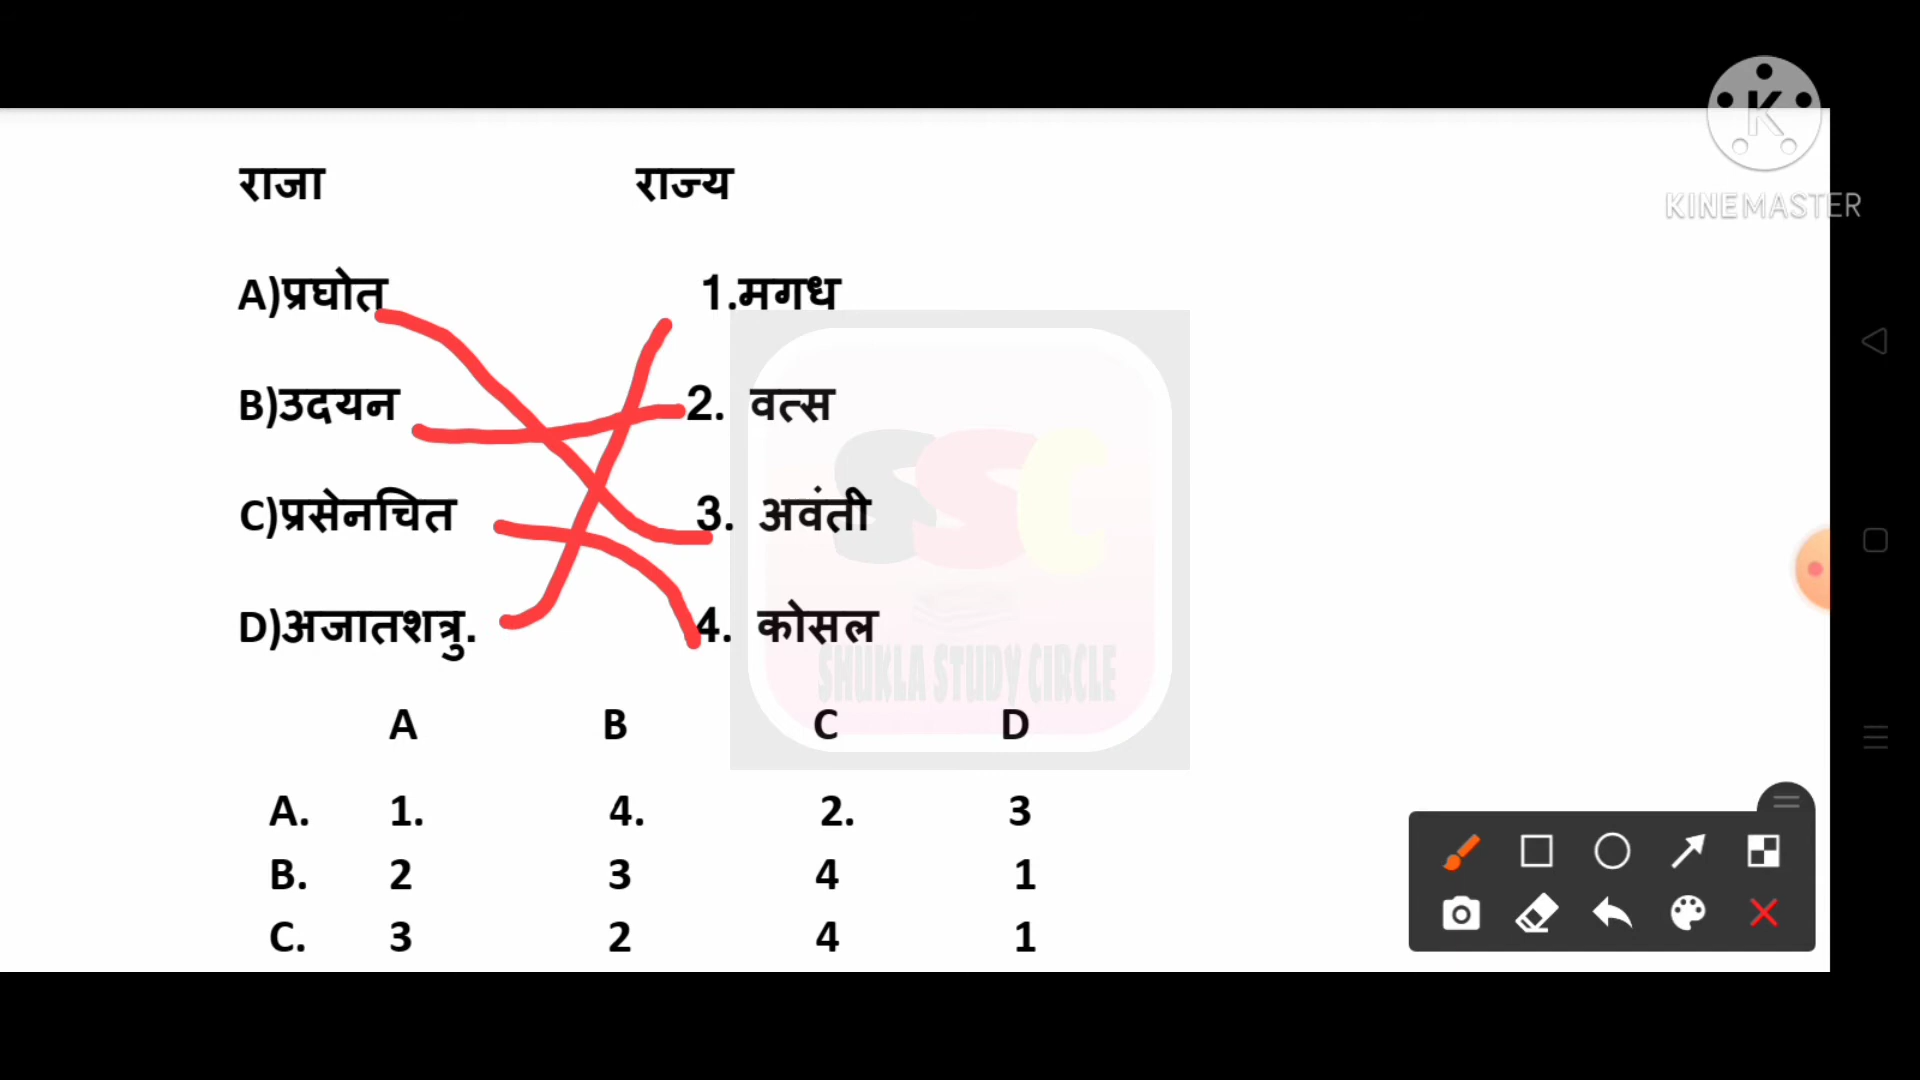 K
KINEMASTER
राजा राज्य
A)प्रघोत 1.मगध
B)उदयन 2. वत्स
C)प्रसेनचित 3. अवंती
D)अजातशत्रु. 4. कोसल
SSC
SHUKLA STUDY CIRCLE
A B C D
A. 1. 4. 2. 3
B. 2 3 4 1
C. 3 2 4 1